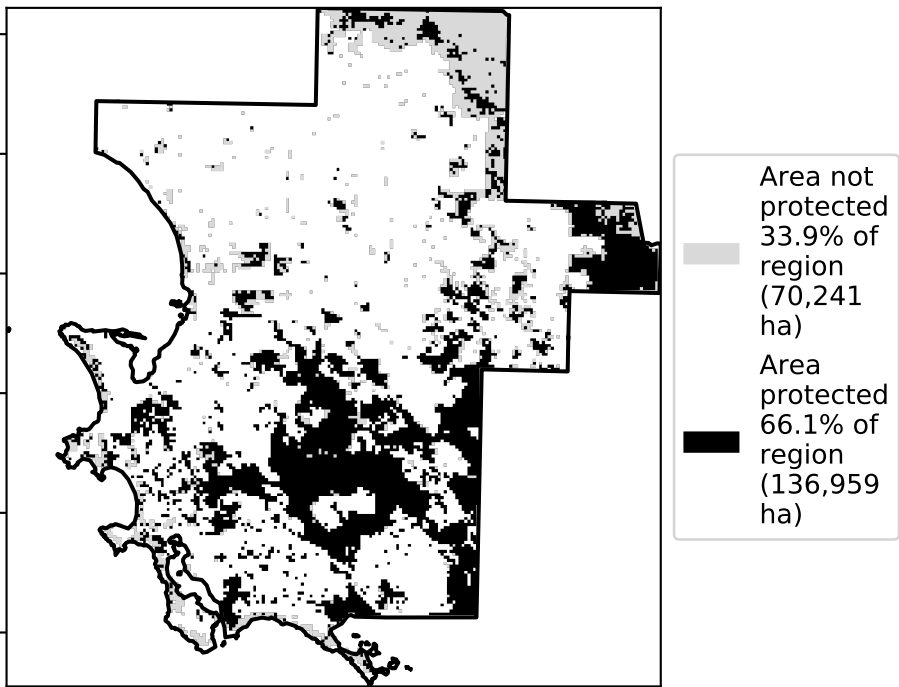 Area not
protected
33.9% of
region
(70,241
ha)
Area
protected
66.1% of
region
(136,959
ha)